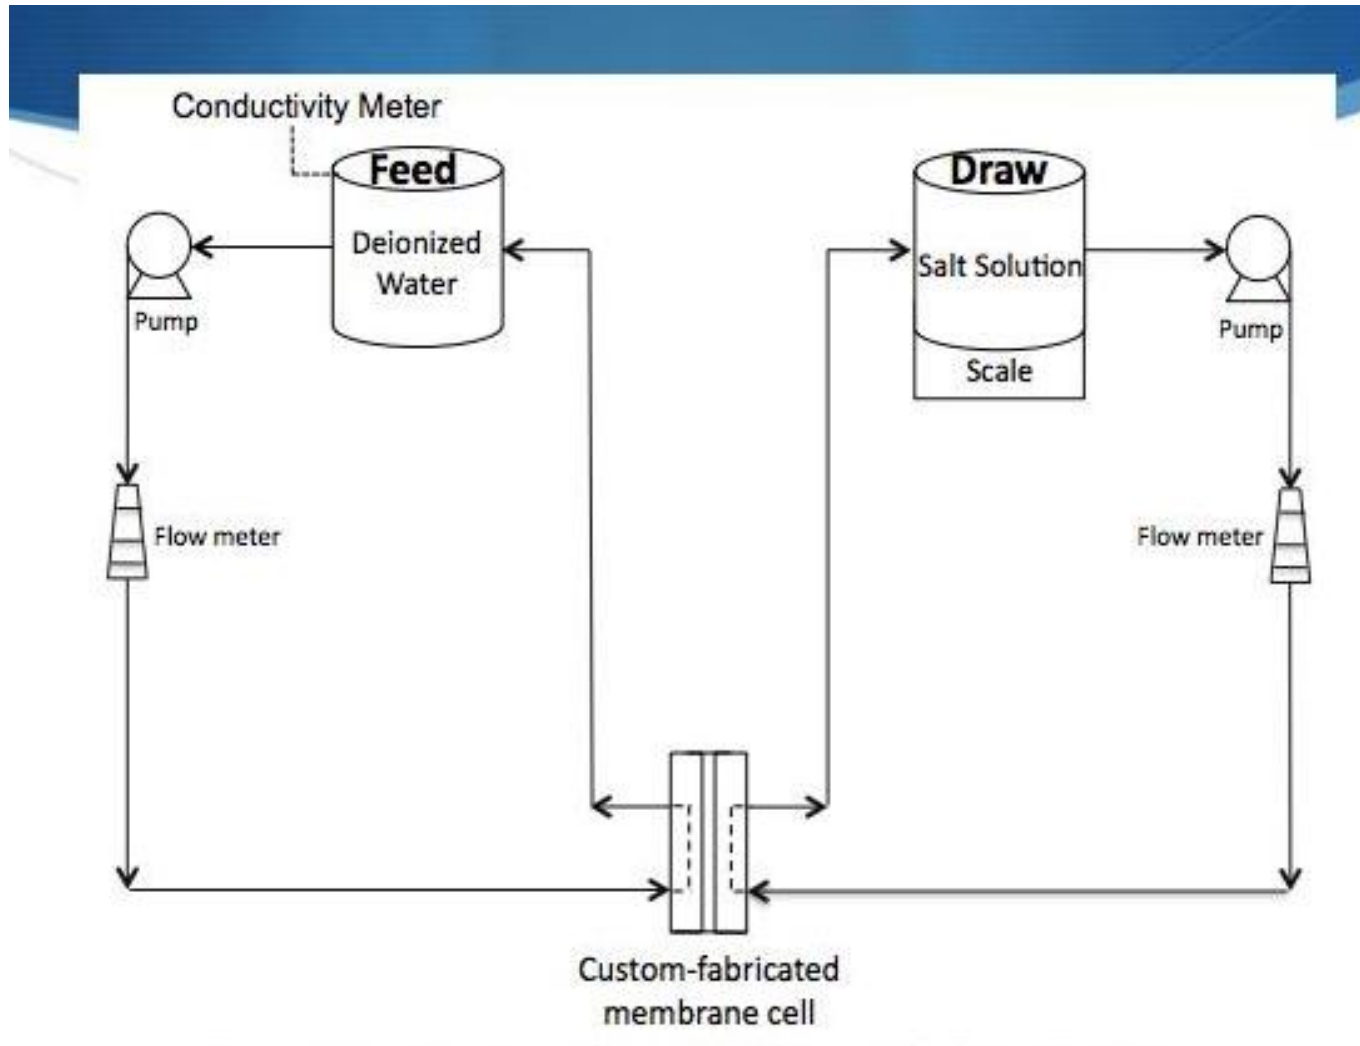 Conductivity Meter
Feed
Deionized
Water
Pump
Flow meter
Draw
Salt Solution
Scale
Pump
Flow meter
Custom-fabricated
membrane cell